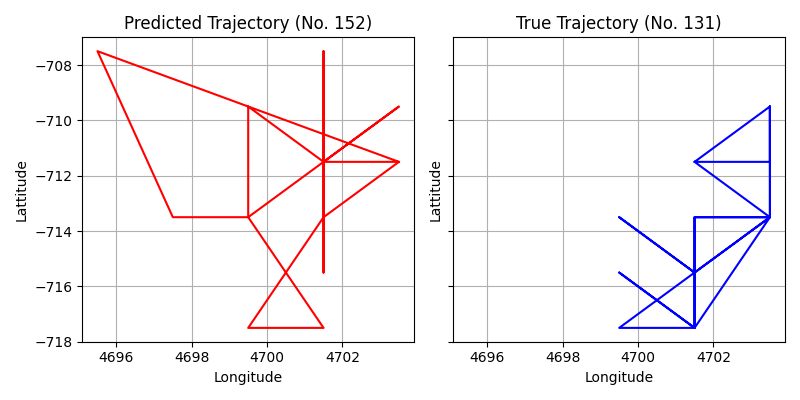 Predicted Trajectory (No. 152)
True Trajectory (No. 131)
Lattitude
−708
−710
−712
−714
−716
−718
4696
4698
4700
4702
Longitude
Lattitude
4696
4698
4700
4702
Longitude